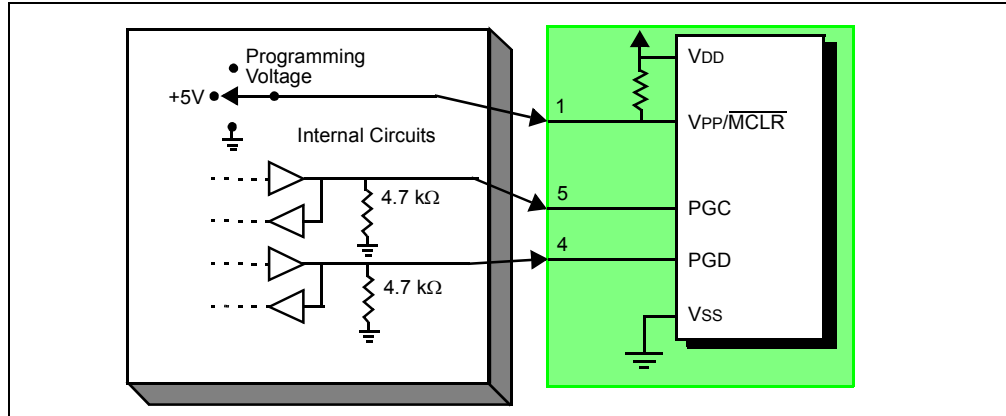 Programming
Voltage
+5V
Internal Circuits
4.7 kΩ
4.7 kΩ
1
5
4
VDD
VPP/M̅C̅L̅R̅
PGC
PGD
VSS